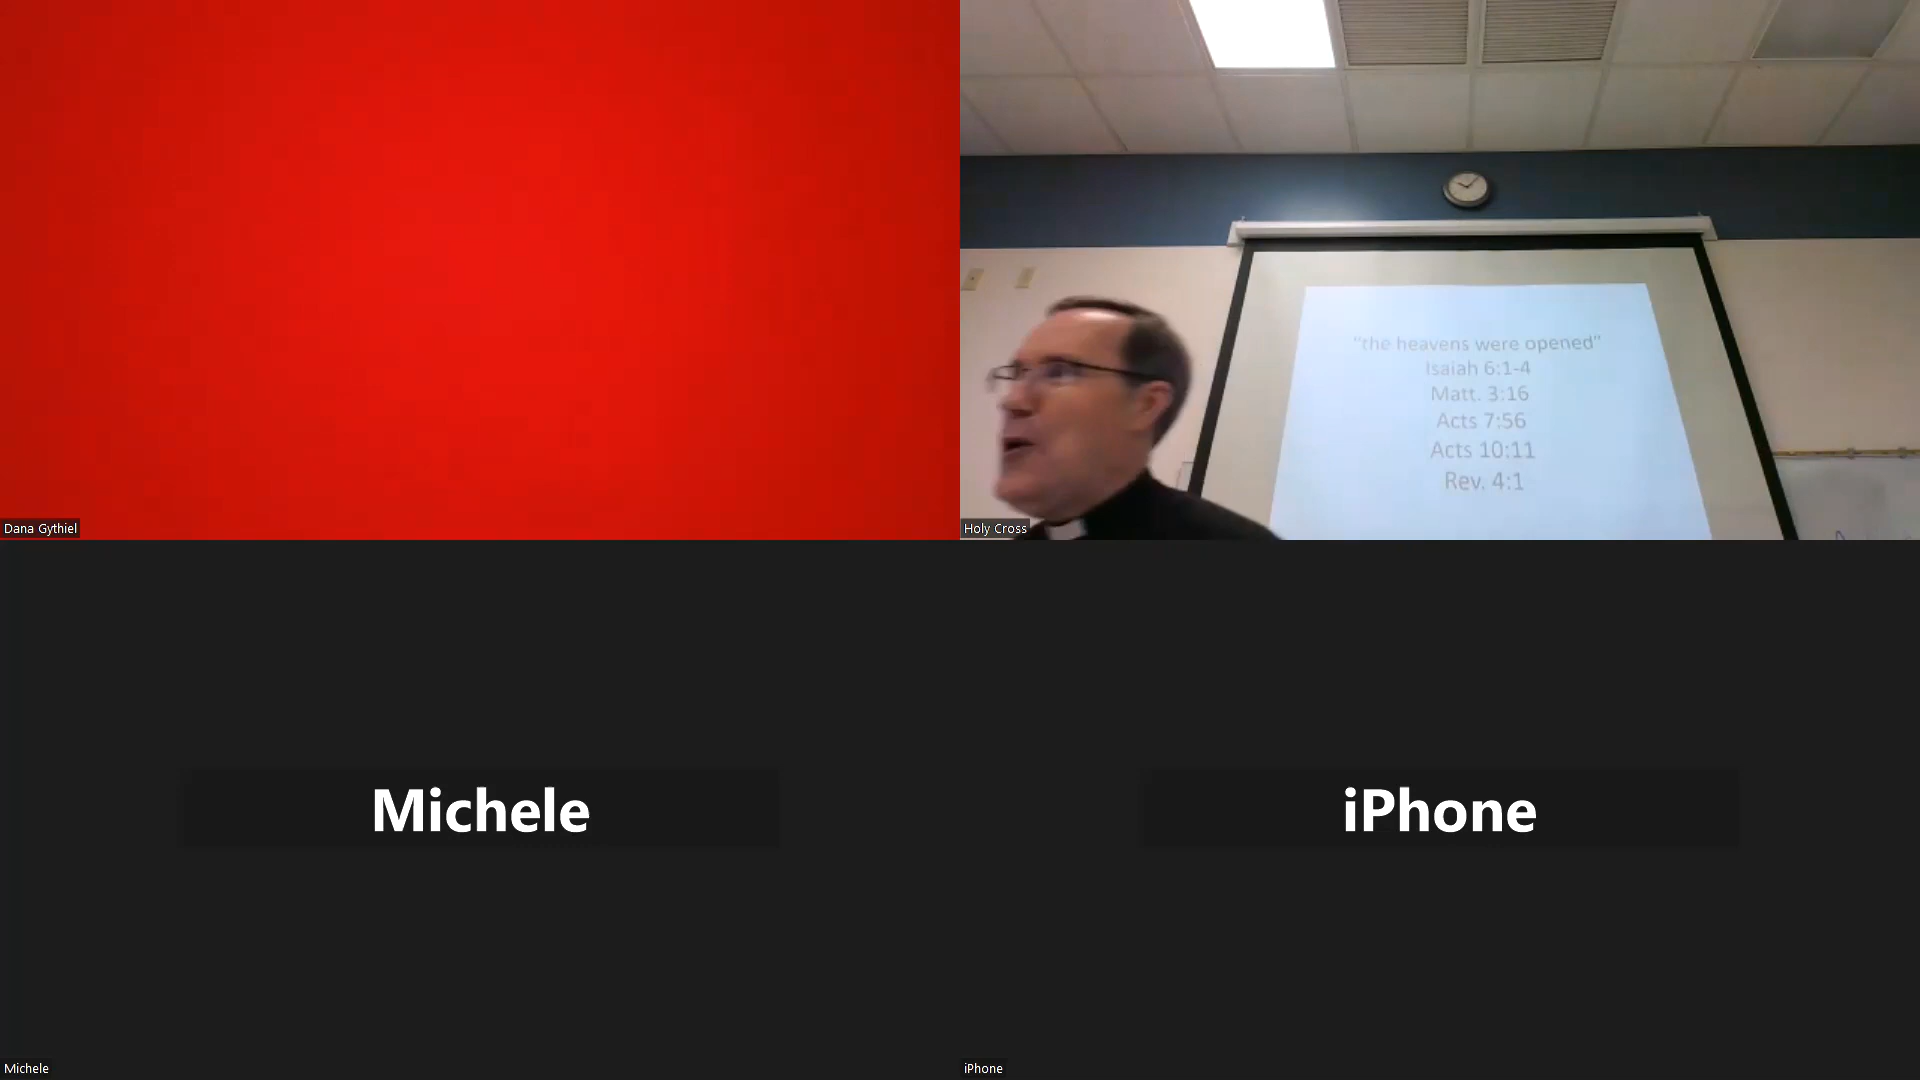 Dana Gythiel
"the heavens were opened"
Isaiah 6:1-4
Matt. 3:16
Acts 7:56
Acts 10:11
Rev. 4:1
Holy Cross
Michele
iPhone
Michele
iPhone